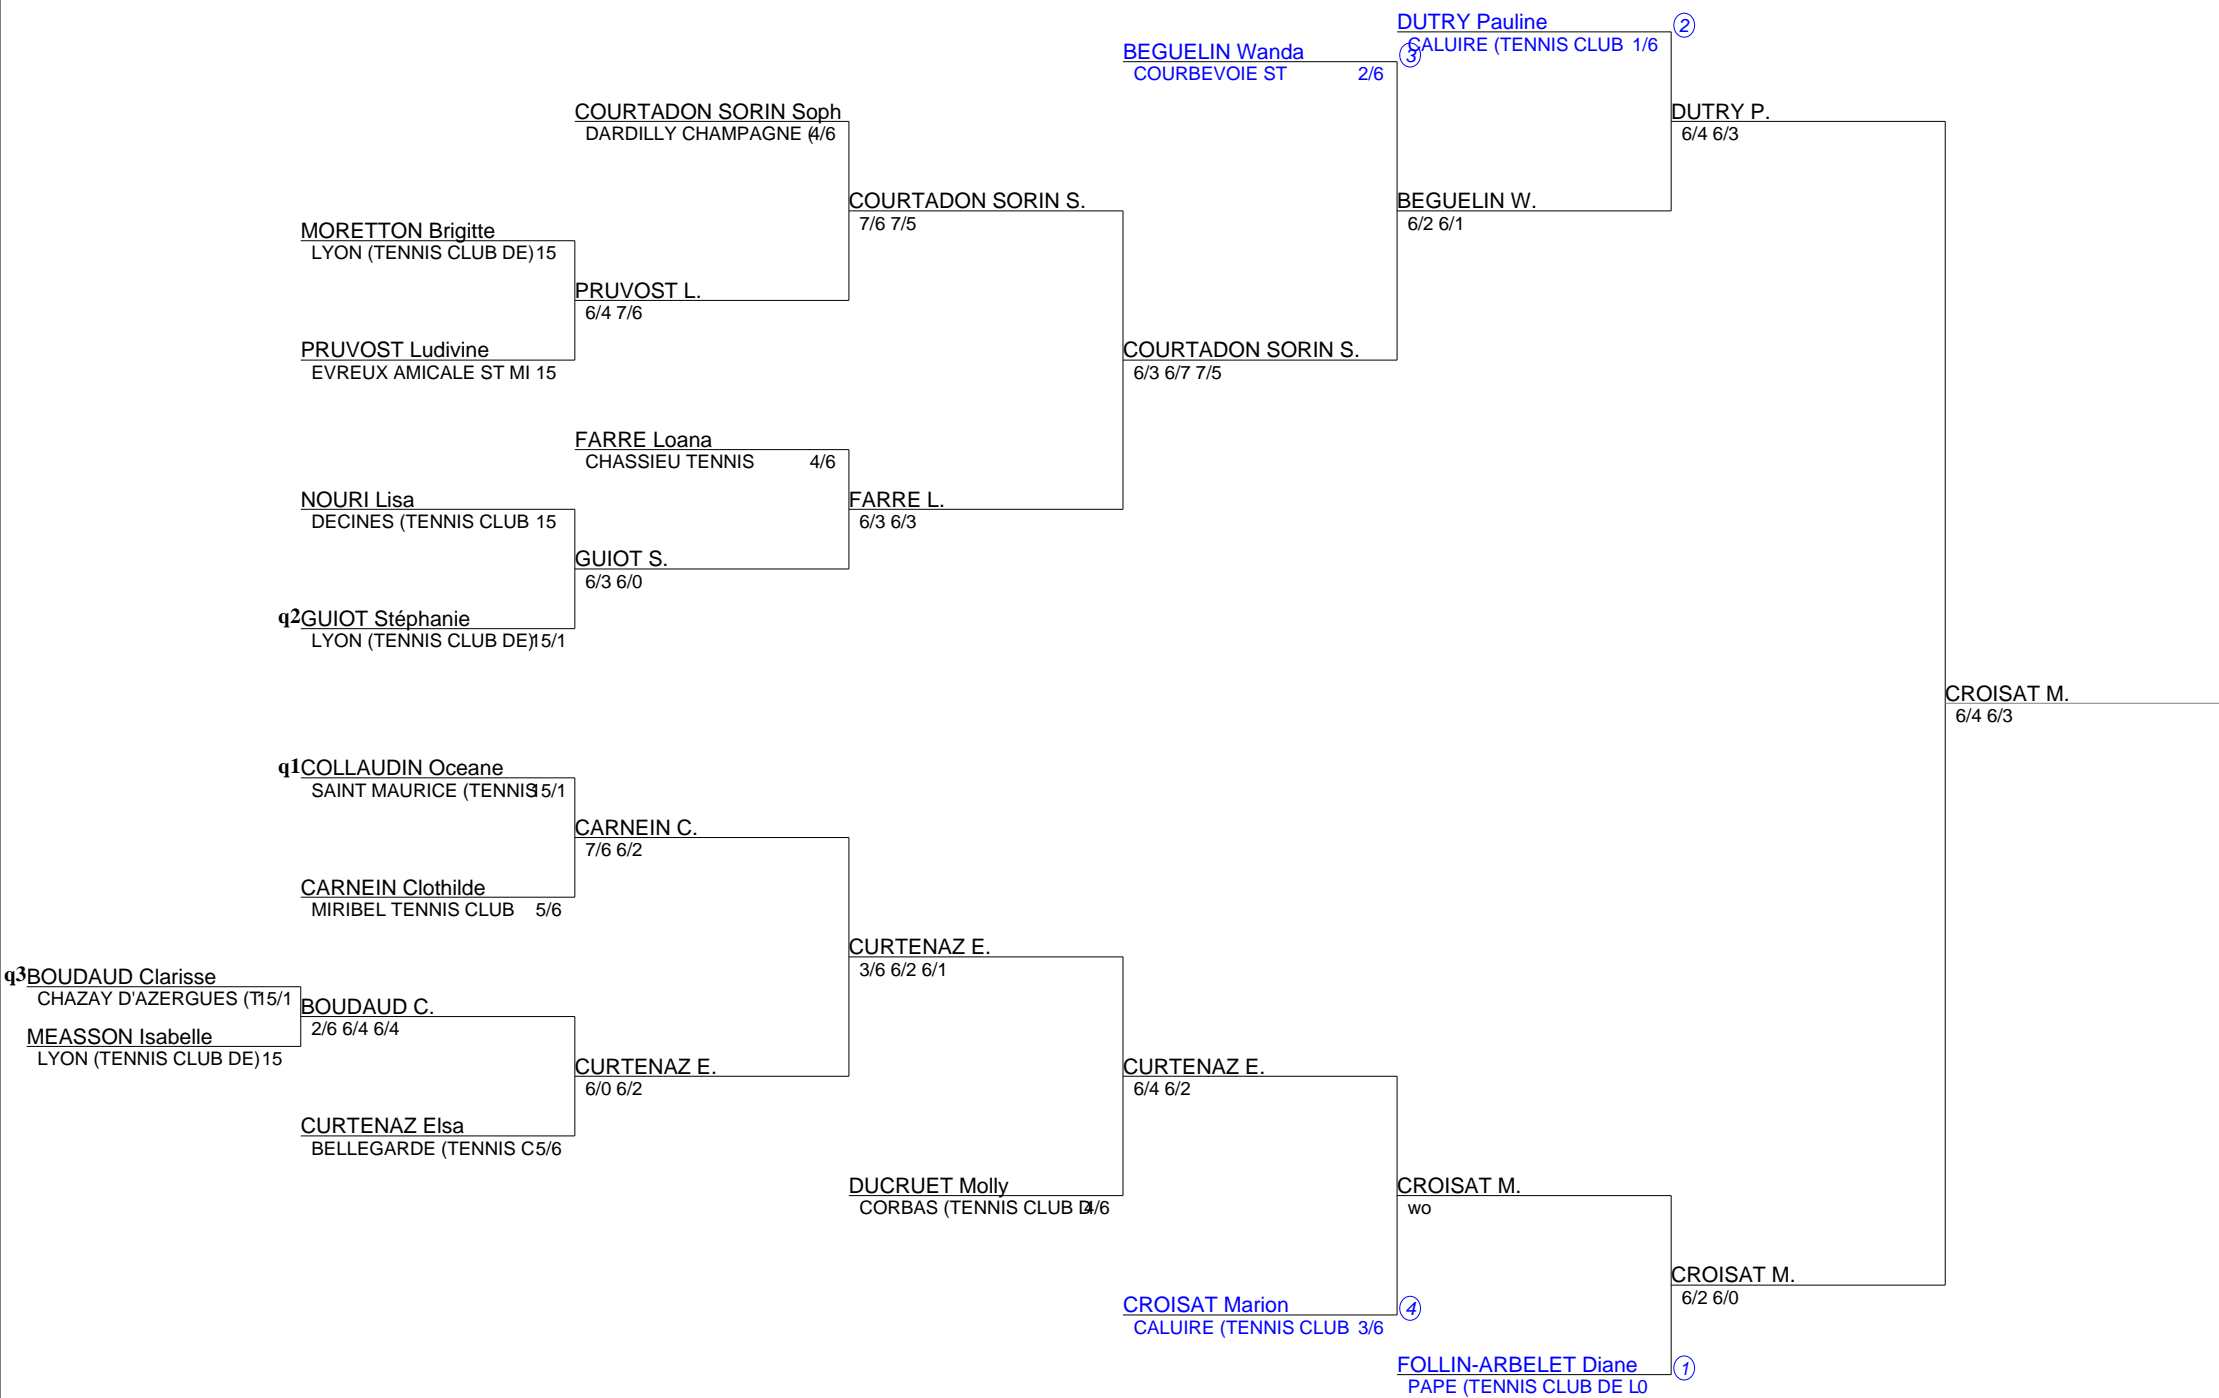 DUTRY Pauline
2
CALUIRE (TENNIS CLUB 1/6
BEGUELIN Wanda
3
COURBEVOIE ST 2/6
COURTADON SORIN Soph
DARDILLY CHAMPAGNE (4/6
DUTRY P.
6/4 6/3
COURTADON SORIN S.
7/6 7/5
BEGUELIN W.
6/2 6/1
MORETTON Brigitte
LYON (TENNIS CLUB DE) 15
PRUVOST L.
6/4 7/6
PRUVOST Ludivine
EVREUX AMICALE ST MI 15
COURTADON SORIN S.
6/3 6/7 7/5
FARRE Loana
CHASSIEU TENNIS 4/6
NOURI Lisa
DECINES (TENNIS CLUB 15
FARRE L.
6/3 6/3
GUIOT S.
6/3 6/0
q2 GUIOT Stéphanie
LYON (TENNIS CLUB DE) 15/1
CROISAT M.
6/4 6/3
q1 COLLAUDIN Oceane
SAINT MAURICE (TENNIS 15/1
CARNEIN C.
7/6 6/2
CARNEIN Clothilde
MIRIBEL TENNIS CLUB 5/6
CURTENAZ E.
3/6 6/2 6/1
q3 BOUDAUD Clarisse
CHAZAY D'AZERGUES (T 15/1
BOUDAUD C.
2/6 6/4 6/4
MEASSON Isabelle
LYON (TENNIS CLUB DE) 15
CURTENAZ E.
6/0 6/2
CURTENAZ E.
6/4 6/2
CURTENAZ Elsa
BELLEGARDE (TENNIS C 5/6
DUCRUET Molly
CORBAS (TENNIS CLUB D 4/6
CROISAT M.
wo
CROISAT M.
6/2 6/0
CROISAT Marion
4
CALUIRE (TENNIS CLUB 3/6
FOLLIN-ARBELET Diane
1
PAPE (TENNIS CLUB DE L 0